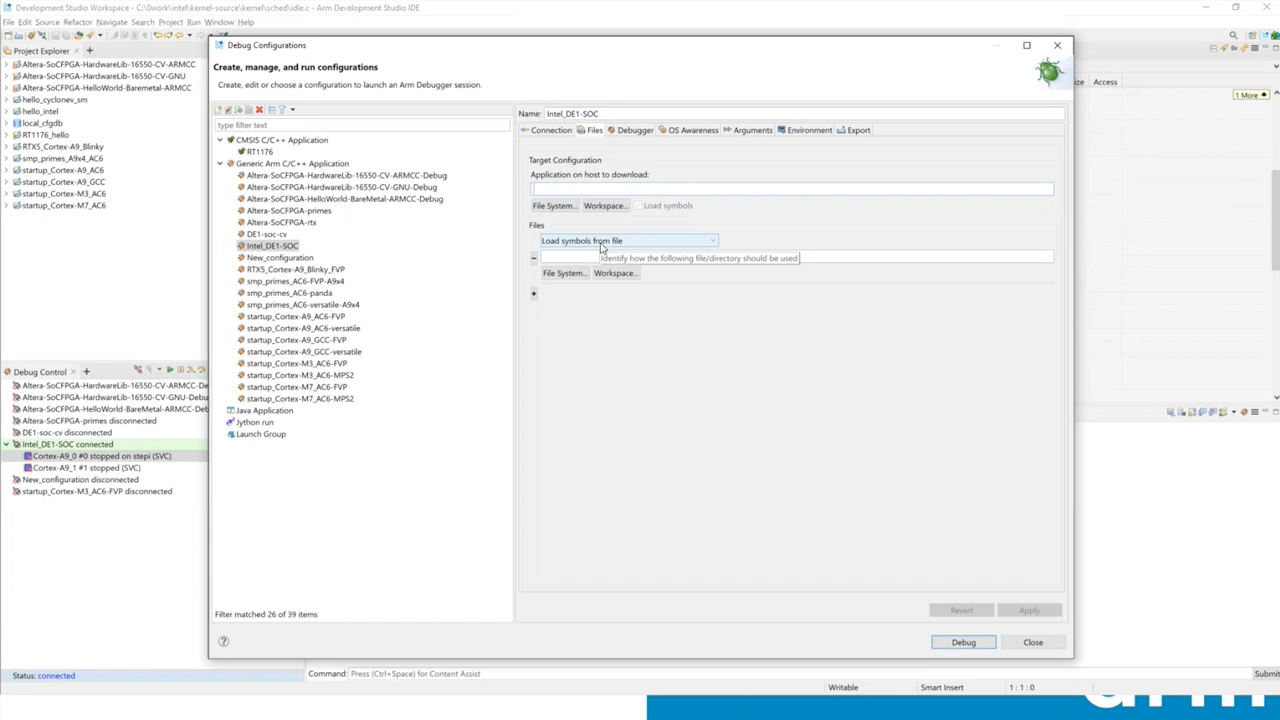 Development Studio Workspace - C:\0work\intel\kernel-source\kernel\sched\idle.c - Arm Development Studio IDE
File Edit Source Refactor Navigate Search Project Run Window Help
Project Explorer
Altera-SoCFPGA-HardwareLib-16550-CV-ARMCC
Altera-SoCFPGA-HardwareLib-16550-CV-GNU
Altera-SoCFPGA-HelloWorld-Baremetal-ARMCC
hello_cyclonev_sm
hello_intel
local_cfgdb
RT1176_hello
RTX5_Cortex-A9_Blinky
smp_primes_A9x4_AC6
startup_Cortex-A9_AC6
startup_Cortex-A9_GCC
startup_Cortex-M3_AC6
startup_Cortex-M7_AC6
Debug Control
Altera-SoCFPGA-HardwareLib-16550-CV-ARMCC-De
Altera-SoCFPGA-HardwareLib-16550-CV-GNU-Debu
Altera-SoCFPGA-HelloWorld-BareMetal-ARMCC-Deb
Altera-SoCFPGA-primes disconnected
DE1-soc-cv disconnected
Intel_DE1-SOC connected
Cortex-A9_0 #0 stopped on stepi (SVC)
Cortex-A9_1 #1 stopped (SVC)
New_configuration disconnected
startup_Cortex-M3_AC6-FVP disconnected
Status: connected
Debug Configurations
Create, manage, and run configurations
Create, edit or choose a configuration to launch an Arm Debugger session.
type filter text
CMSIS C/C++ Application
RT1176
Generic Arm C/C++ Application
Altera-SoCFPGA-HardwareLib-16550-CV-ARMCC-Debug
Altera-SoCFPGA-HardwareLib-16550-CV-GNU-Debug
Altera-SoCFPGA-HelloWorld-BareMetal-ARMCC-Debug
Altera-SoCFPGA-primes
Altera-SoCFPGA-rtx
DE1-soc-cv
Intel_DE1-SOC
New_configuration
RTX5_Cortex-A9_Blinky_FVP
smp_primes_AC6-FVP-A9x4
smp_primes_AC6-panda
smp_primes_AC6-versatile-A9x4
startup_Cortex-A9_AC6-FVP
startup_Cortex-A9_AC6-versatile
startup_Cortex-A9_GCC-FVP
startup_Cortex-A9_GCC-versatile
startup_Cortex-M3_AC6-FVP
startup_Cortex-M3_AC6-MPS2
startup_Cortex-M7_AC6-FVP
startup_Cortex-M7_AC6-MPS2
Java Application
Jython run
Launch Group
Filter matched 26 of 39 items
Name: Intel_DE1-SOC
Connection Files Debugger OS Awareness Arguments Environment Export
Target Configuration
Application on host to download:
File System... Workspace... Load symbols
Files
Load symbols from file
Identify how the following file/directory should be used
File System... Workspace...
Revert Apply
Debug Close
ize Access
1 More
Command: Press (Ctrl+Space) for Content Assist
Submit
Writable Smart Insert 1 : 1 : 0